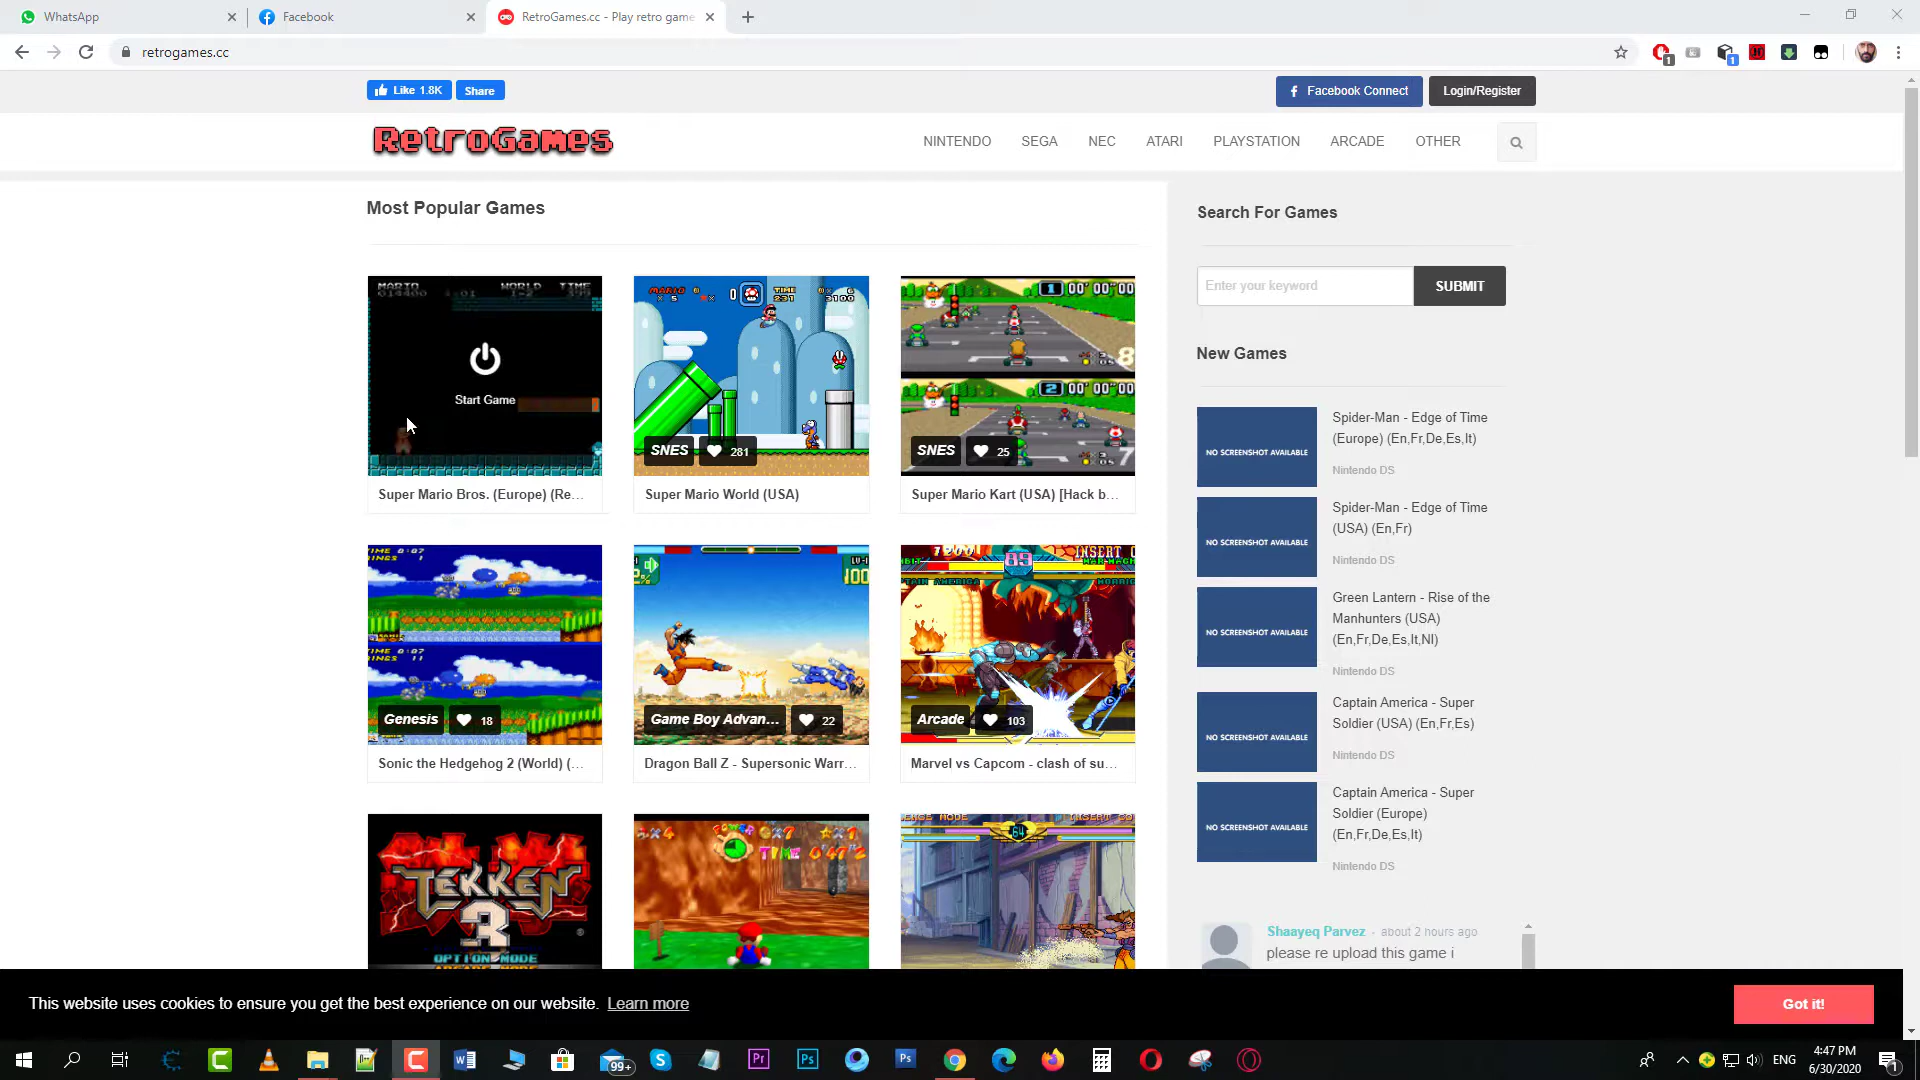 WhatsApp
Facebook
RetroGames.cc - Play retro game
retrogames.cc
1
1
Like 1.8K
Share
Facebook Connect
Login/Register
RetroGames
NINTENDO
SEGA
NEC
ATARI
PLAYSTATION
ARCADE
OTHER
Most Popular Games
Search For Games
Enter your keyword
SUBMIT
New Games
MARIO WORLD TIME
Start Game
Super Mario Bros. (Europe) (Re...
SNES 281
Super Mario World (USA)
SNES 25
Super Mario Kart (USA) [Hack b...
Genesis 18
Sonic the Hedgehog 2 (World) (...
Game Boy Advan... 22
Dragon Ball Z - Supersonic Warr...
Arcade 103
Marvel vs Capcom - clash of su...
TEKKEN
3
OPTION MODE
NO SCREENSHOT AVAILABLE
Spider-Man - Edge of Time
(Europe) (En,Fr,De,Es,It)
Nintendo DS
NO SCREENSHOT AVAILABLE
Spider-Man - Edge of Time
(USA) (En,Fr)
Nintendo DS
NO SCREENSHOT AVAILABLE
Green Lantern - Rise of the
Manhunters (USA)
(En,Fr,De,Es,It,Nl)
Nintendo DS
NO SCREENSHOT AVAILABLE
Captain America - Super
Soldier (USA) (En,Fr,Es)
Nintendo DS
NO SCREENSHOT AVAILABLE
Captain America - Super
Soldier (Europe)
(En,Fr,De,Es,It)
Nintendo DS
Shaayeq Parvez - about 2 hours ago
please re upload this game i
This website uses cookies to ensure you get the best experience on our website. Learn more
Got it!
99+
ENG
4:47 PM
6/30/2020
1